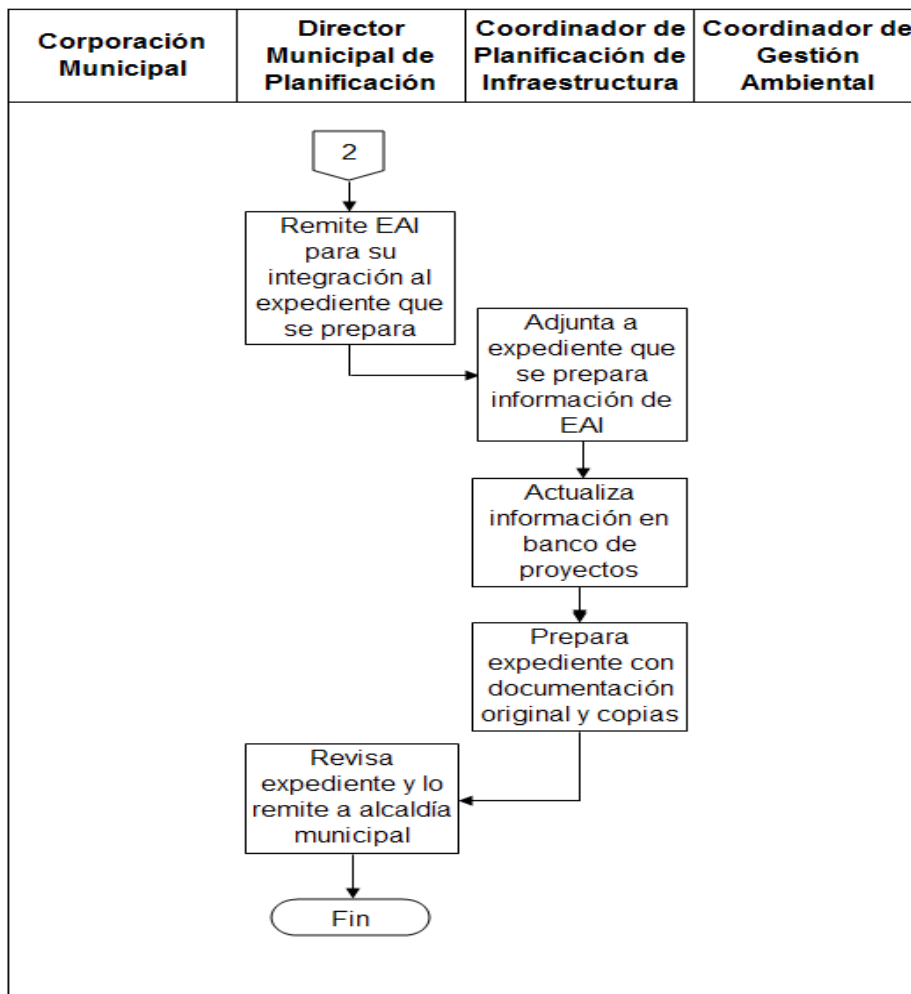 Corporación
Municipal
Director
Municipal de
Planificación
Coordinador de
Planificación de
Infraestructura
Coordinador de
Gestión
Ambiental
2
Remite EAI
para su
integración al
expediente que
se prepara
Adjunta a
expediente que
se prepara
información de
EAI
Actualiza
información en
banco de
proyectos
Prepara
expediente con
documentación
original y copias
Revisa
expediente y lo
remite a alcaldía
municipal
Fin